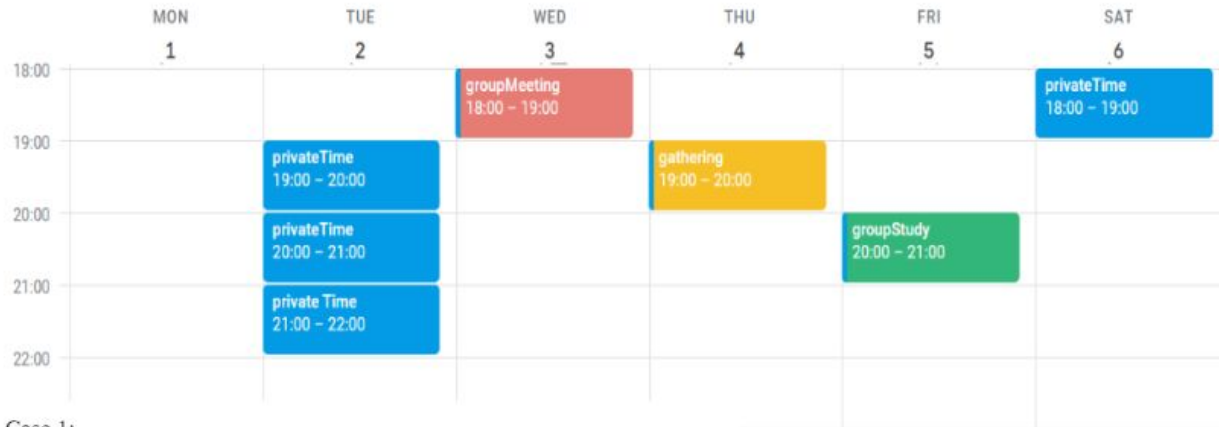 MON TUE WED THU FRI SAT
1 2 3 4 5 6
18:00
groupMeeting
18:00 – 19:00
privateTime
18:00 – 19:00
19:00
privateTime
19:00 – 20:00
gathering
19:00 – 20:00
20:00
privateTime
20:00 – 21:00
groupStudy
20:00 – 21:00
21:00
private Time
21:00 – 22:00
22:00